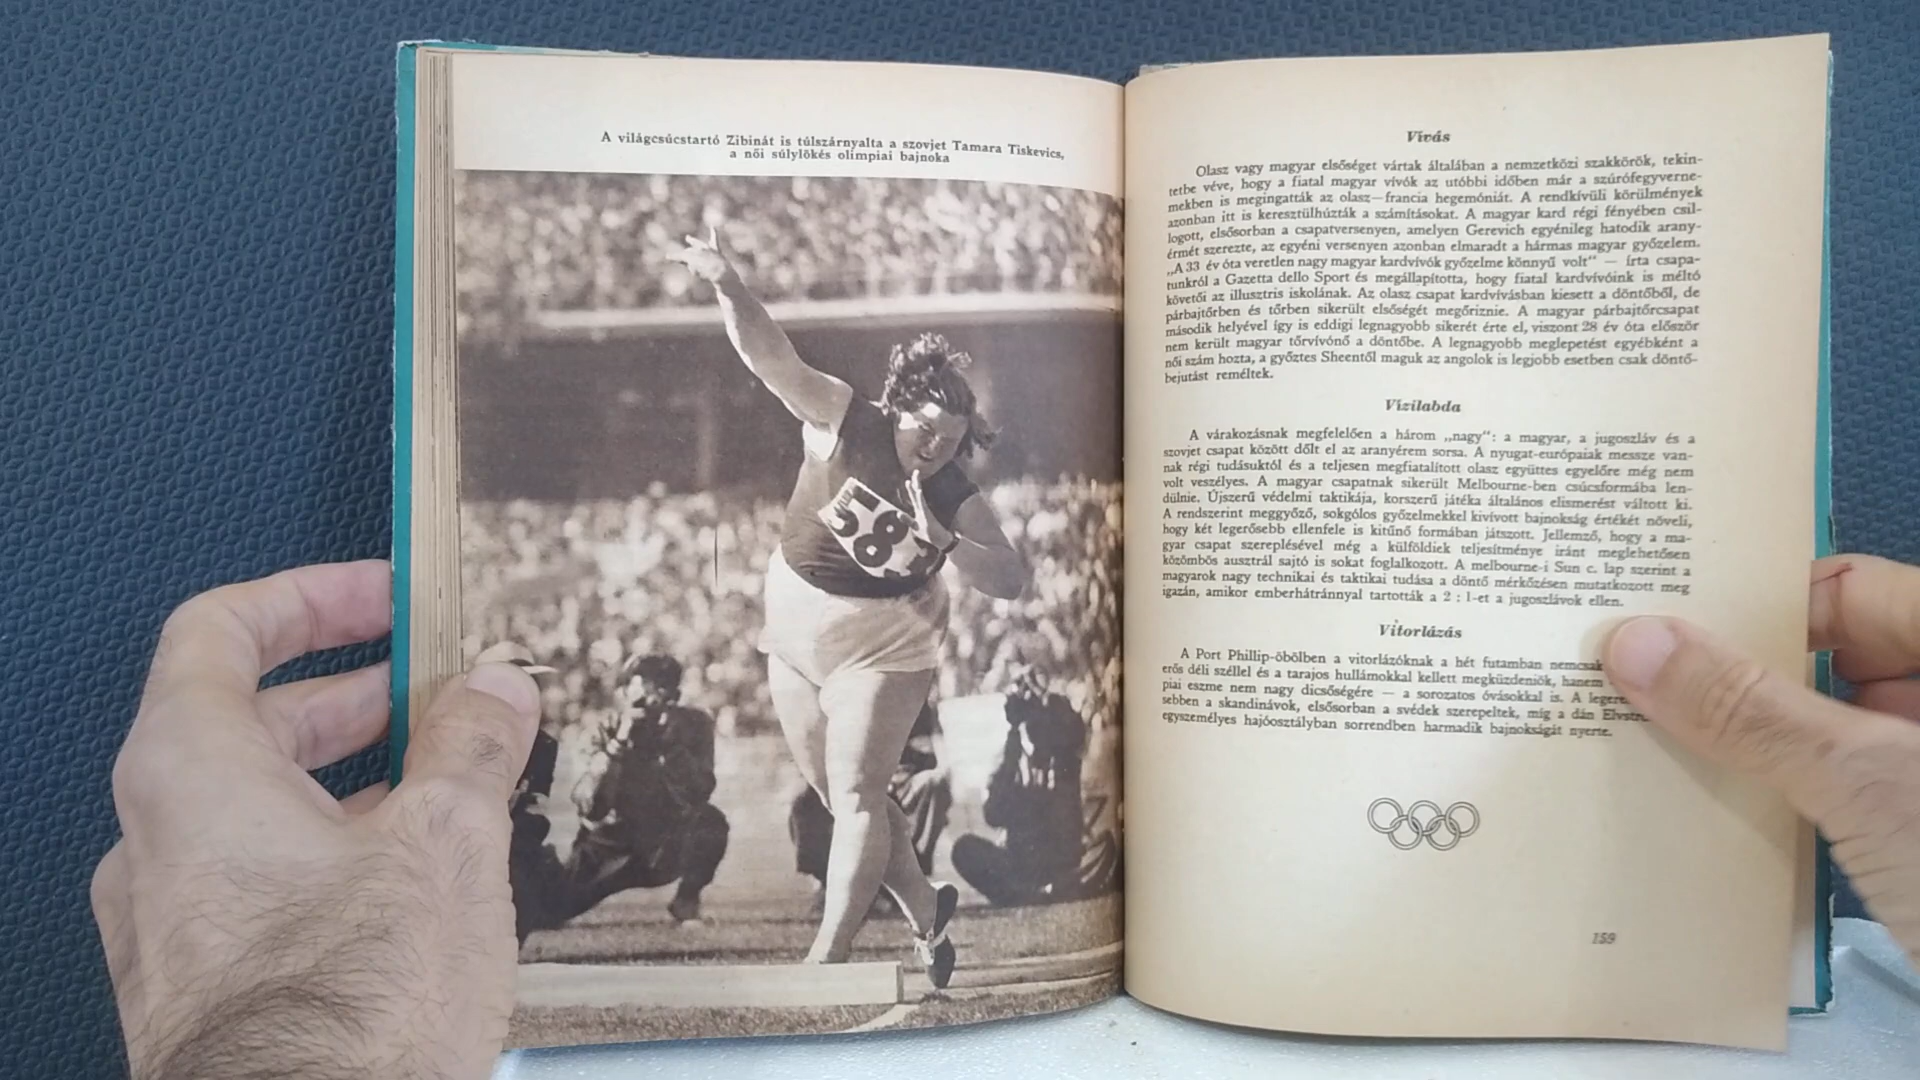 A világcsúcstartó Zibinát is túlszárnyalta a szovjet Tamara Tiskevics,
a női súlylökés olimpiai bajnoka
58
Vívás
Olasz vagy magyar elsőséget vártak általában a nemzetközi szakkörök, tekin-
tetbe véve, hogy a fiatal magyar vívók az utóbbi időben már a szúrófegyverne-
mekben is megingatták az olasz—francia hegemóniát. A rendkívüli körülmények
azonban itt is keresztülhúzták a számításokat. A magyar kard régi fényében csil-
logott, elsősorban a csapatversenyen, amelyen Gerevich egyénileg hatodik arany-
érmét szerezte, az egyéni versenyen azonban elmaradt a hármas magyar győzelem.
„A 33 év óta veretlen nagy magyar kardvívók győzelme könnyű volt" — írta csapa-
tunkról a Gazetta dello Sport és megállapította, hogy fiatal kardvívóink is méltó
követői az illusztris iskolának. Az olasz csapat kardvívásban kiesett a döntőből, de
párbajtőrben és tőrben sikerült elsőségét megőriznie. A magyar párbajtőrcsapat
második helyével így is eddigi legnagyobb sikerét érte el, viszont 28 év óta először
nem került magyar tőrvívónő a döntőbe. A legnagyobb meglepetést egyébként a
női szám hozta, a győztes Sheentől maguk az angolok is legjobb esetben csak döntő-
bejutást reméltek.
Vízilabda
A várakozásnak megfelelően a három „nagy": a magyar, a jugoszláv és a
szovjet csapat között dőlt el az aranyérem sorsa. A nyugat-európaiak messze van-
nak régi tudásuktól és a teljesen megfiatalított olasz együttes egyelőre még nem
volt veszélyes. A magyar csapatnak sikerült Melbourne-ben csúcsformába len-
dülnie. Újszerű védelmi taktikája, korszerű játéka általános elismerést váltott ki.
A rendszerint meggyőző, sokgólos győzelmekkel kivívott bajnokság értékét növeli,
hogy két legerősebb ellenfele is kitűnő formában játszott. Jellemző, hogy a ma-
gyar csapat szereplésével még a külföldiek teljesítménye iránt meglehetősen
közömbös ausztrál sajtó is sokat foglalkozott. A melbourne-i Sun c. lap szerint a
magyarok nagy technikai és taktikai tudása a döntő mérkőzésen mutatkozott meg
igazán, amikor emberhátránnyal tartották a 2 : 1-et a jugoszlávok ellen.
Vitorlázás
A Port Phillip-öbölben a vitorlázóknak a hét futamban nemcsak
erős déli széllel és a tarajos hullámokkal kellett megküzdeniök, hanem
piai eszme nem nagy dicsőségére — a sorozatos óvásokkal is. A
sebben a skandinávok, elsősorban a svédek szerepeltek, míg a dán
egyszemélyes hajóosztályban sorrendben harmadik bajnokságát nyerte.
159